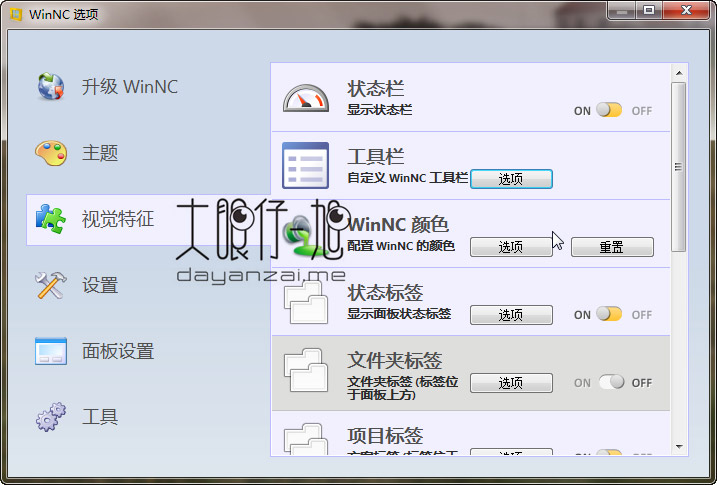 WinNC 选项
升级 WinNC
主题
视觉特征
设置
面板设置
工具
状态栏
显示状态栏
ON OFF
工具栏
自定义 WinNC 工具栏 选项
WinNC 颜色
配置 WinNC 的颜色 选项 重置
状态标签
显示面板状态标签 选项 ON OFF
文件夹标签
文件夹标签 (标签位
于面板上方) 选项 ON OFF
项目标签
大眼仔~旭
dayanzai.me